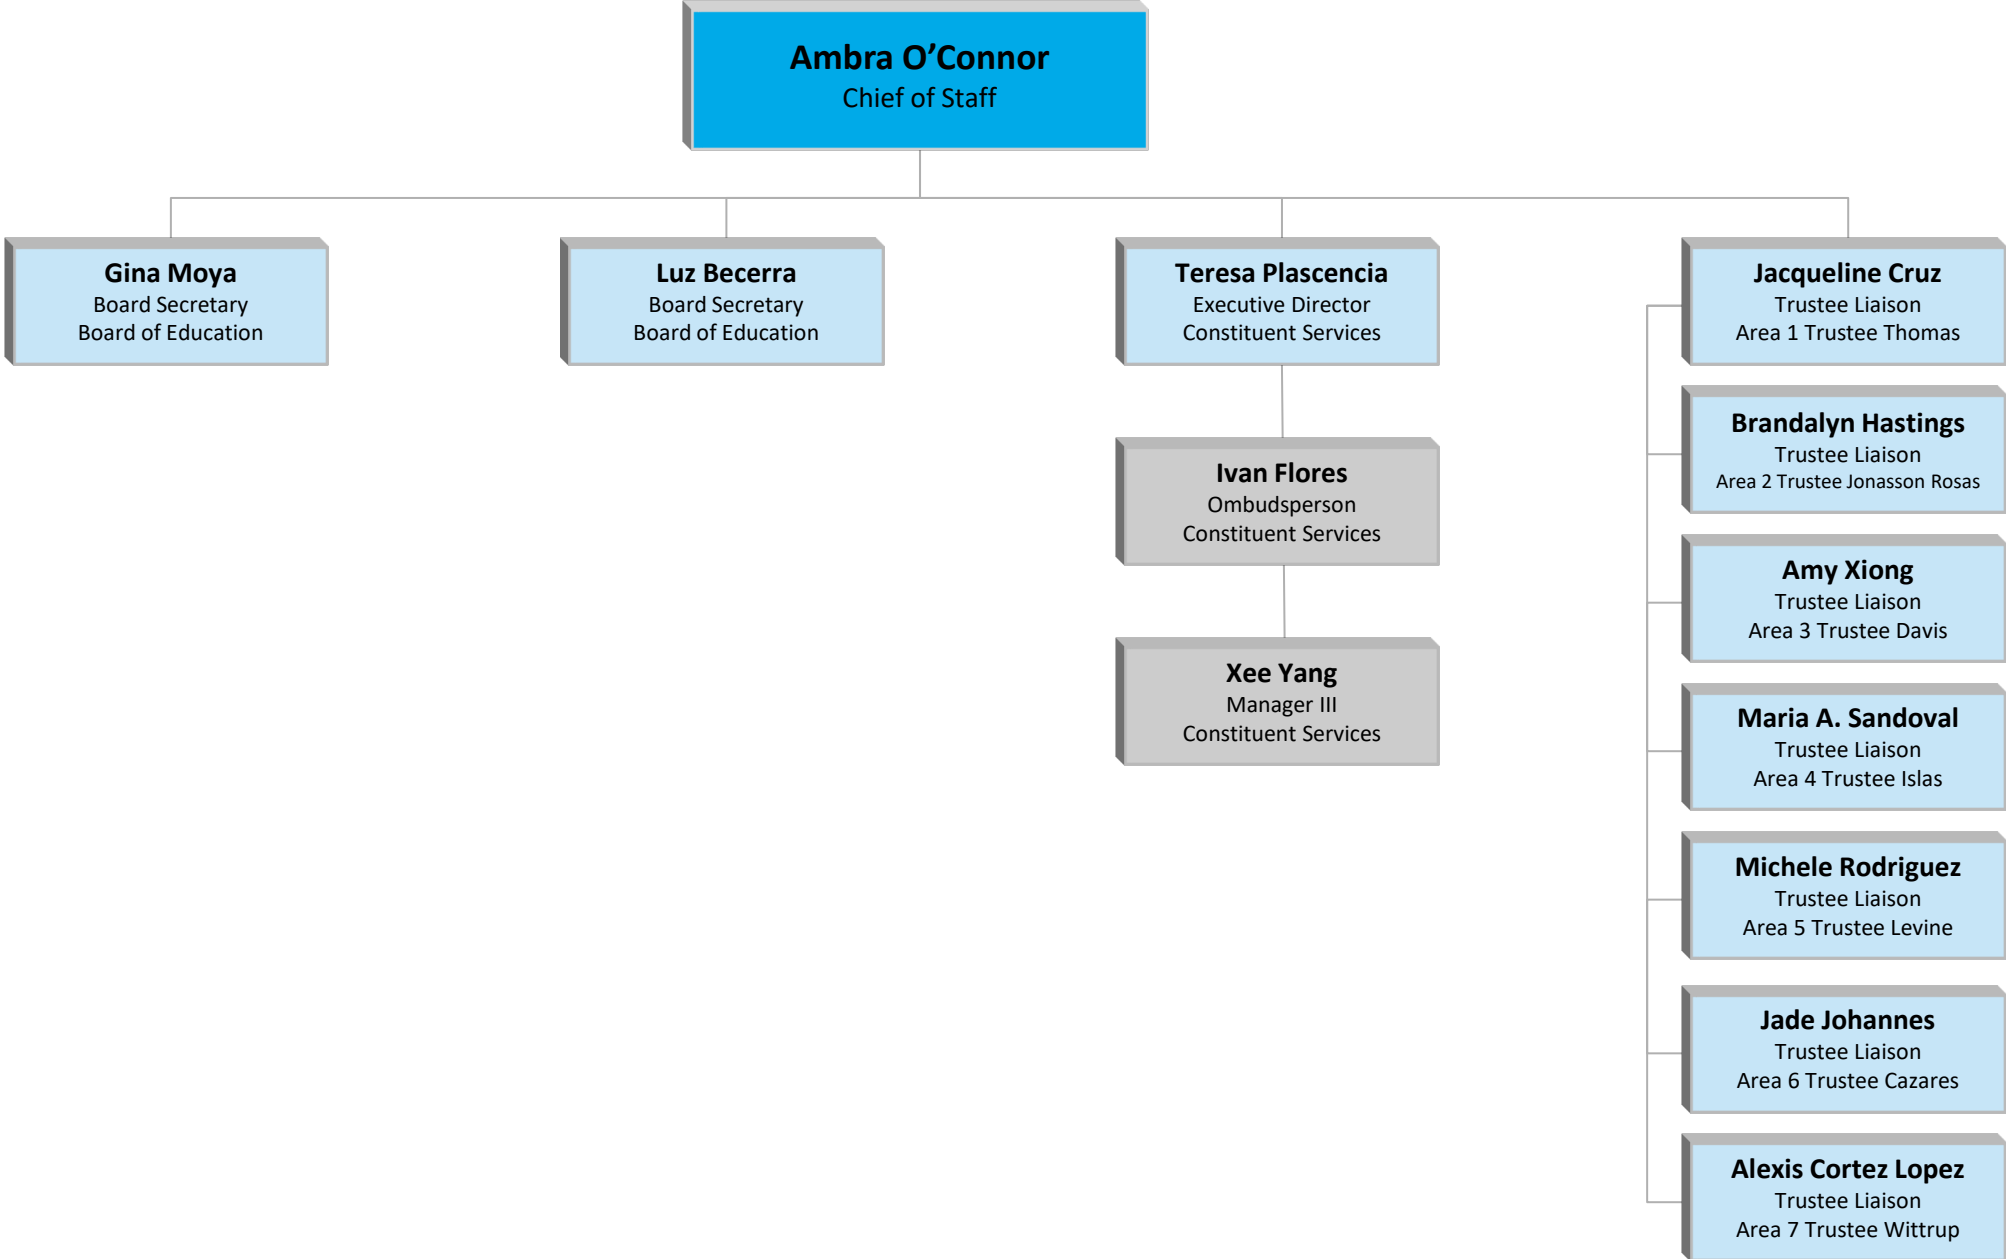 Ambra O’Connor
Chief of Staff
Gina Moya
Board Secretary
Board of Education
Luz Becerra
Board Secretary
Board of Education
Teresa Plascencia
Executive Director
Constituent Services
Ivan Flores
Ombudsperson
Constituent Services
Xee Yang
Manager III
Constituent Services
Jacqueline Cruz
Trustee Liaison
Area 1 Trustee Thomas
Brandalyn Hastings
Trustee Liaison
Area 2 Trustee Jonasson Rosas
Amy Xiong
Trustee Liaison
Area 3 Trustee Davis
Maria A. Sandoval
Trustee Liaison
Area 4 Trustee Islas
Michele Rodriguez
Trustee Liaison
Area 5 Trustee Levine
Jade Johannes
Trustee Liaison
Area 6 Trustee Cazares
Alexis Cortez Lopez
Trustee Liaison
Area 7 Trustee Wittrup